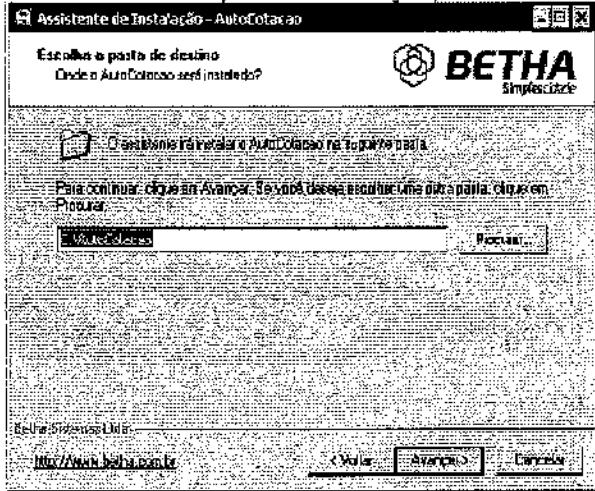 Assistente de Instalação - AutoCotacao
Escolha a pasta de destino
Onde o AutoCotacao será instalado?
BETHA
Simplescidade
O assistente irá instalar o AutoCotacao na seguinte pasta.
Para continuar, clique em Avançar. Se você deseja escolher uma outra pasta, clique em
Procurar.
C:\AutoCotacao
Procurar...
Betha Sistemas Ltda.
http://www.betha.com.br
< Voltar
Avançar >
Cancelar